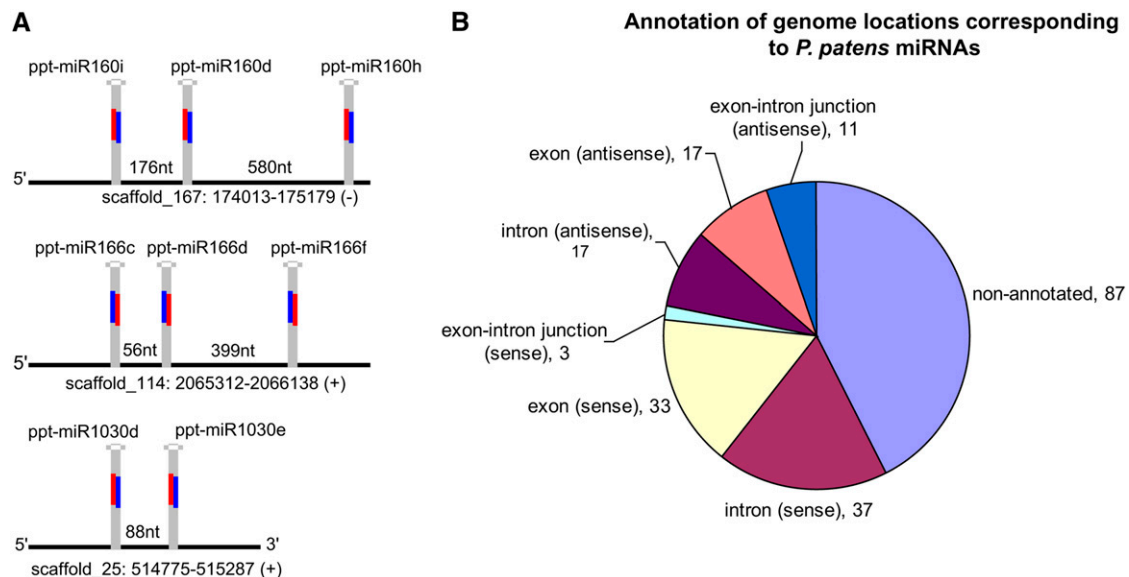 A
ppt-miR160i
ppt-miR160d
ppt-miR160h
176nt
580nt
5'
scaffold_167: 174013-175179 (-)
ppt-miR166c
ppt-miR166d
ppt-miR166f
56nt
399nt
5'
scaffold_114: 2065312-2066138 (+)
ppt-miR1030d
ppt-miR1030e
88nt
5'
3'
scaffold_25: 514775-515287 (+)
B
Annotation of genome locations corresponding
to P. patens miRNAs
exon-intron junction
(antisense), 11
exon (antisense), 17
intron (antisense),
17
exon-intron junction
(sense), 3
exon (sense), 33
intron (sense), 37
non-annotated, 87